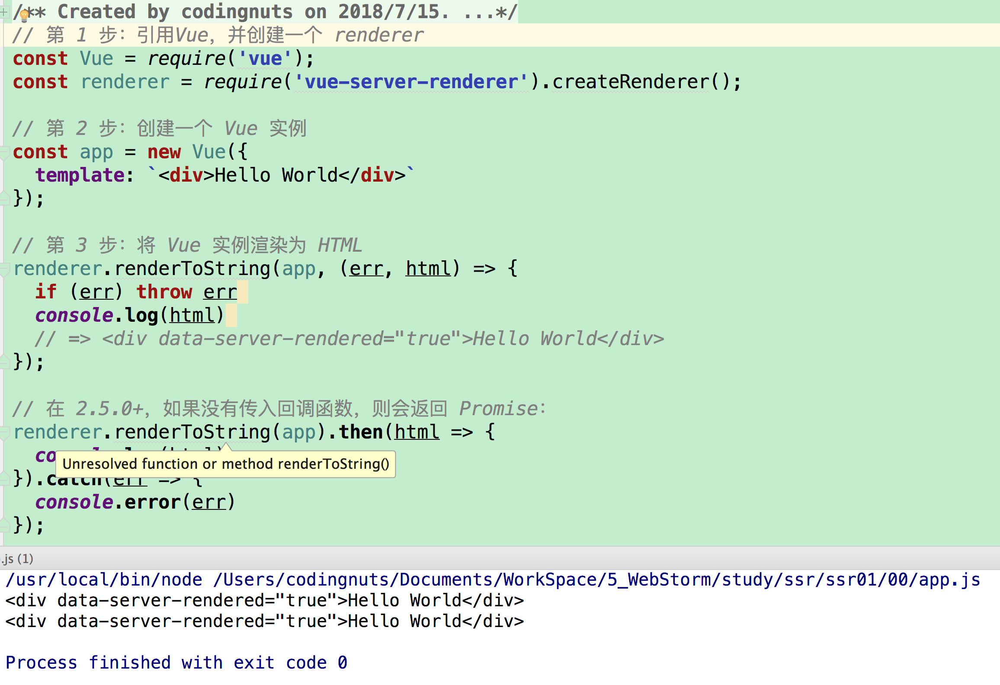 /** Created by codingnuts on 2018/7/15. ...*/
// 第 1 步：引用Vue，并创建一个 renderer
const Vue = require('vue');
const renderer = require('vue-server-renderer').createRenderer();
// 第 2 步：创建一个 Vue 实例
const app = new Vue({
  template: `<div>Hello World</div>`
});
// 第 3 步：将 Vue 实例渲染为 HTML
renderer.renderToString(app, (err, html) => {
  if (err) throw err
  console.log(html)
  // => <div data-server-rendered="true">Hello World</div>
});
// 在 2.5.0+，如果没有传入回调函数，则会返回 Promise：
renderer.renderToString(app).then(html => {
  co
Unresolved function or method renderToString()
}).catch(err => {
  console.error(err)
});
.js (1)
/usr/local/bin/node /Users/codingnuts/Documents/WorkSpace/5_WebStorm/study/ssr/ssr01/00/app.js
<div data-server-rendered="true">Hello World</div>
<div data-server-rendered="true">Hello World</div>
Process finished with exit code 0